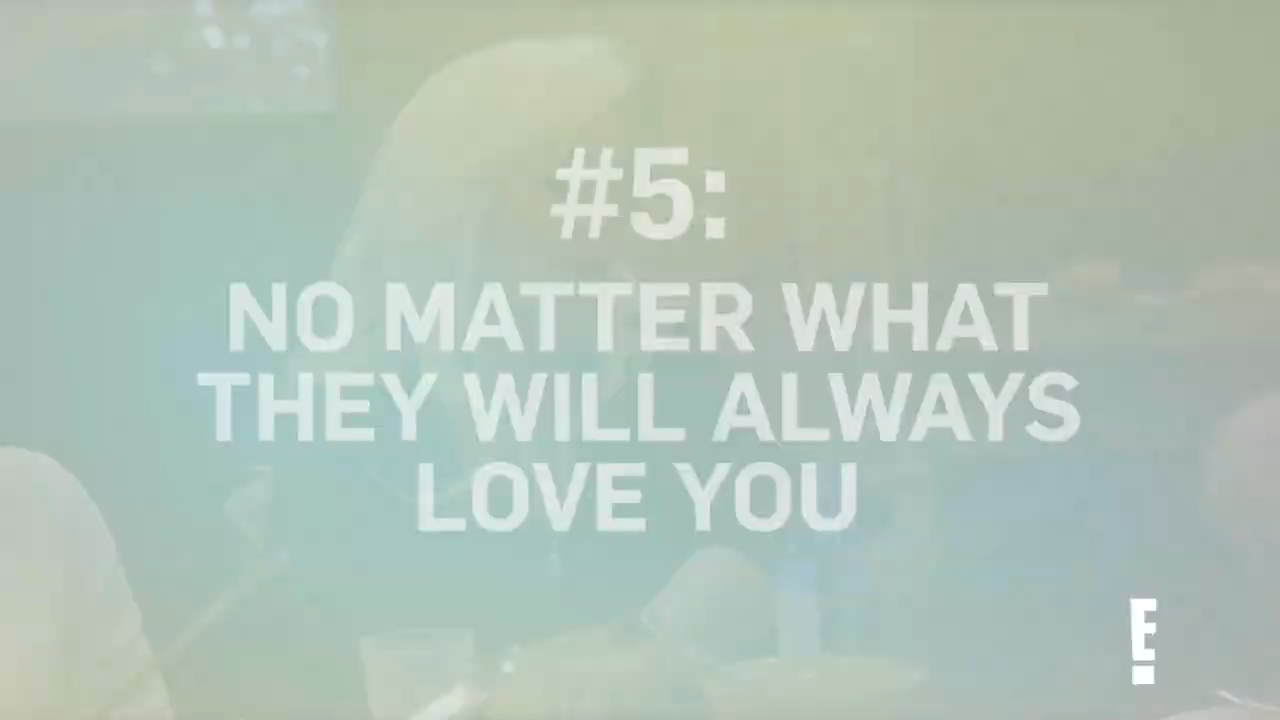 #5:
NO MATTER WHAT
THEY WILL ALWAYS
LOVE YOU
E!